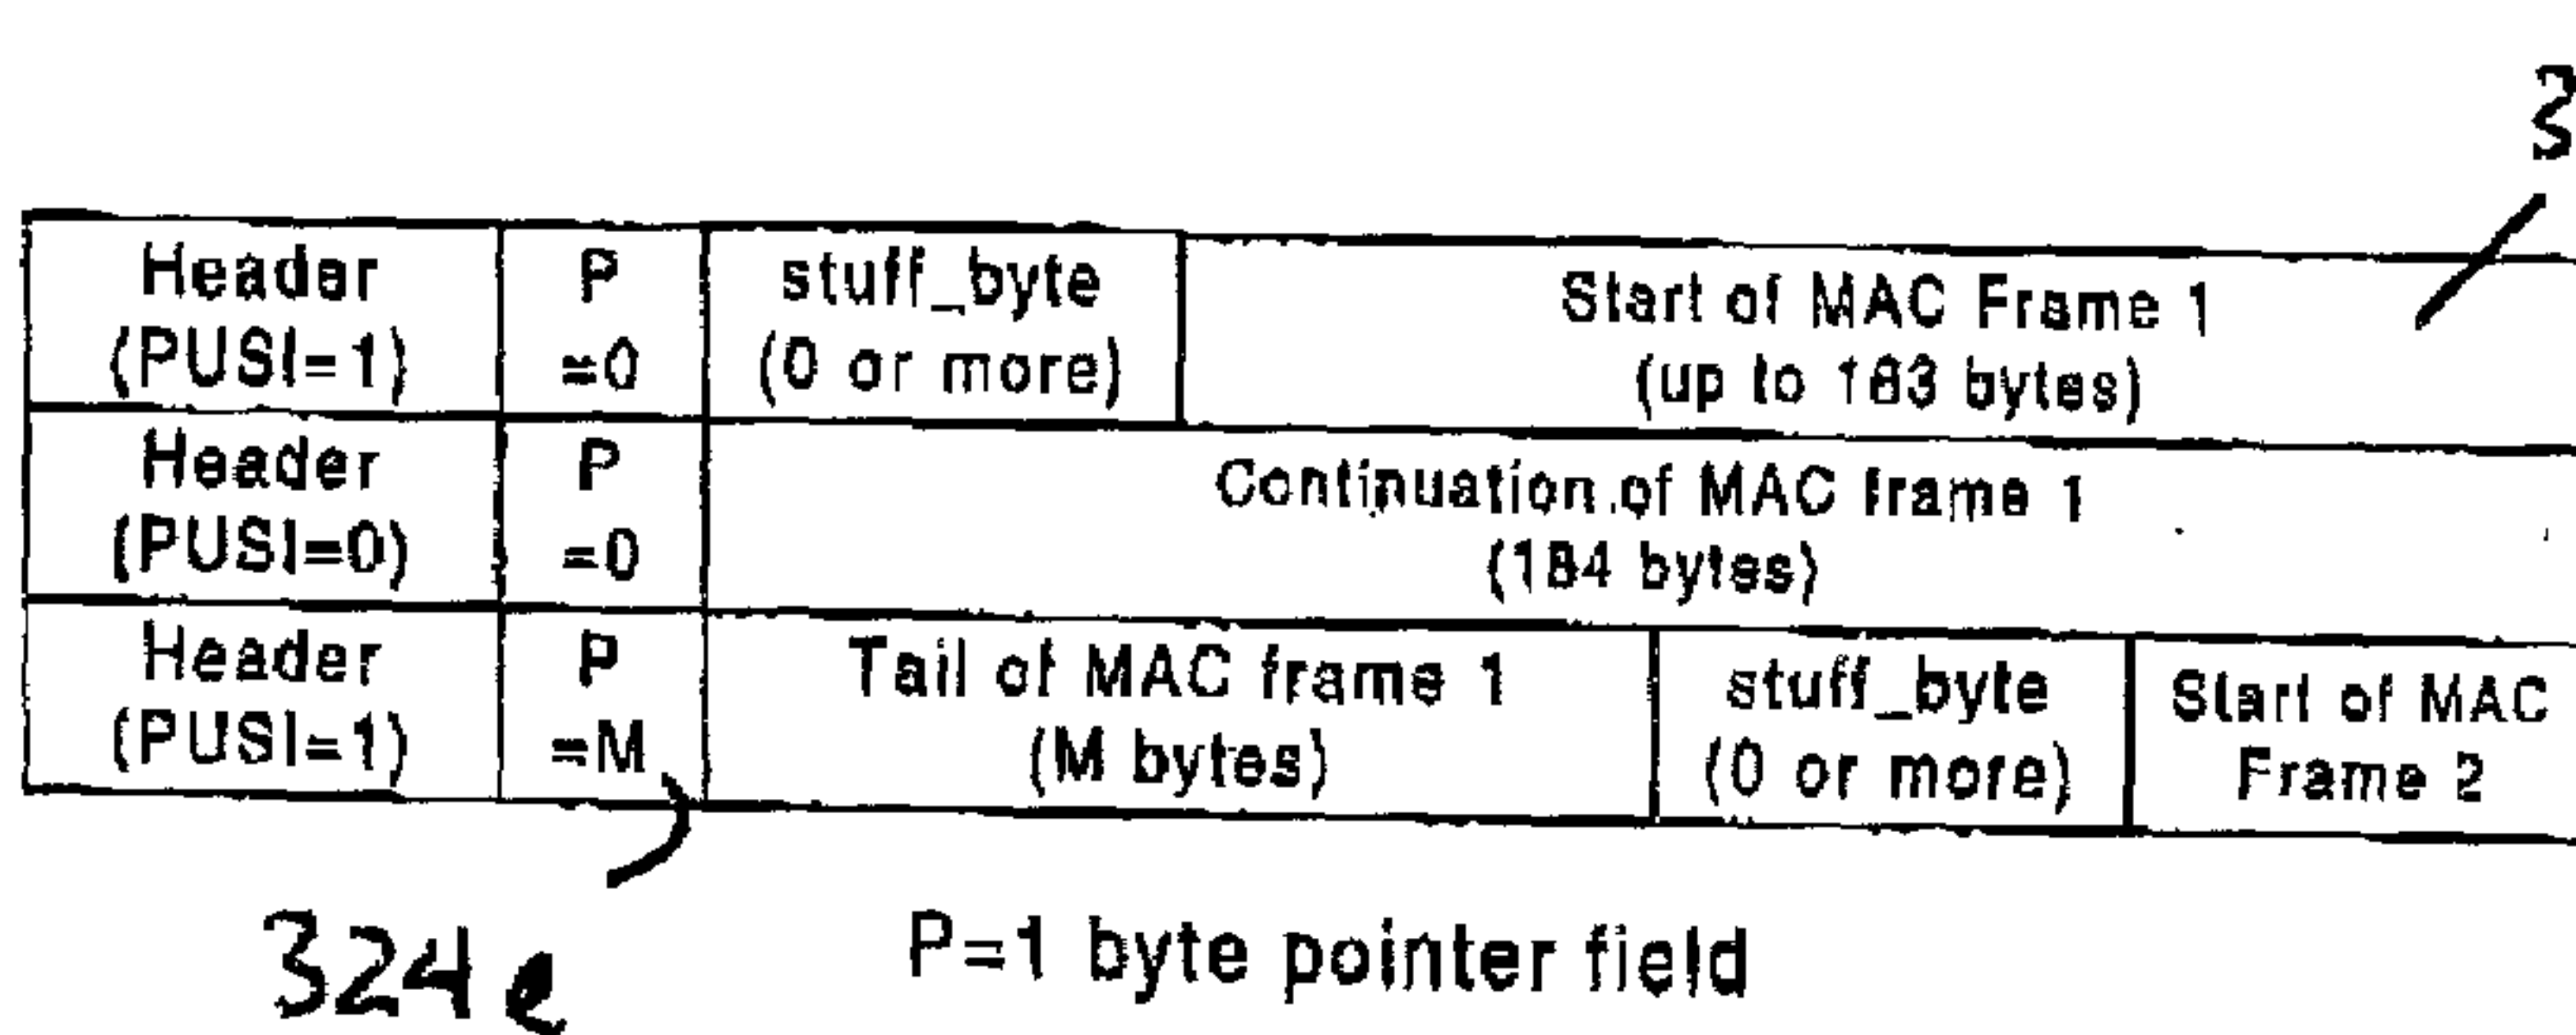 3
Header
(PUSI=1)
P
=0
stuff_byte
(0 or more)
Start of MAC Frame 1
(up to 183 bytes)
Header
(PUSI=0)
P
=0
Continuation of MAC frame 1
(184 bytes)
Header
(PUSI=1)
P
=M
Tail of MAC frame 1
(M bytes)
stuff_byte
(0 or more)
Start of MAC
Frame 2
324e
P=1 byte pointer field